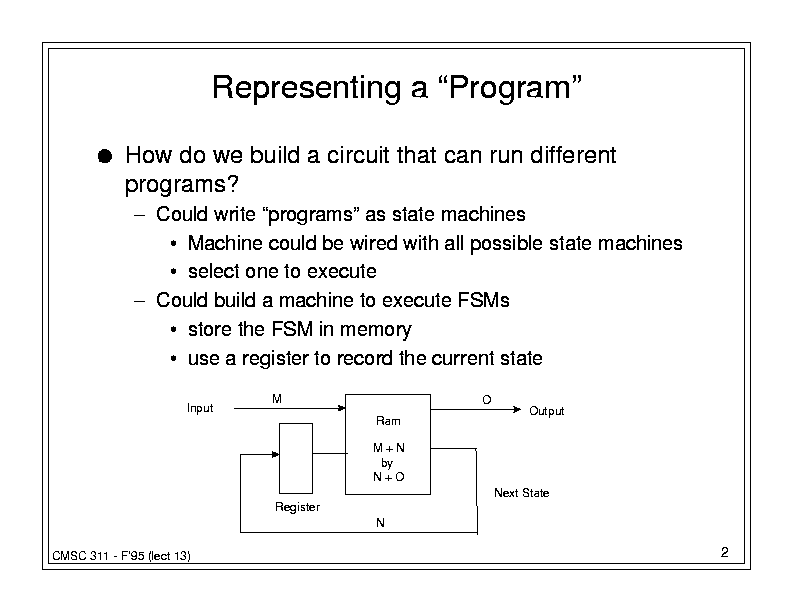 Representing a “Program”
● How do we build a circuit that can run different
programs?
– Could write “programs” as state machines
• Machine could be wired with all possible state machines
• select one to execute
– Could build a machine to execute FSMs
• store the FSM in memory
• use a register to record the current state
Input
M
O
Output
Ram
M + N
by
N + O
Next State
Register
N
CMSC 311 - F'95 (lect 13)
2